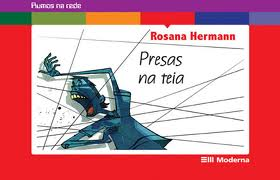 Rumos na rede
Rosana Hermann
Presas
na teia
Moderna